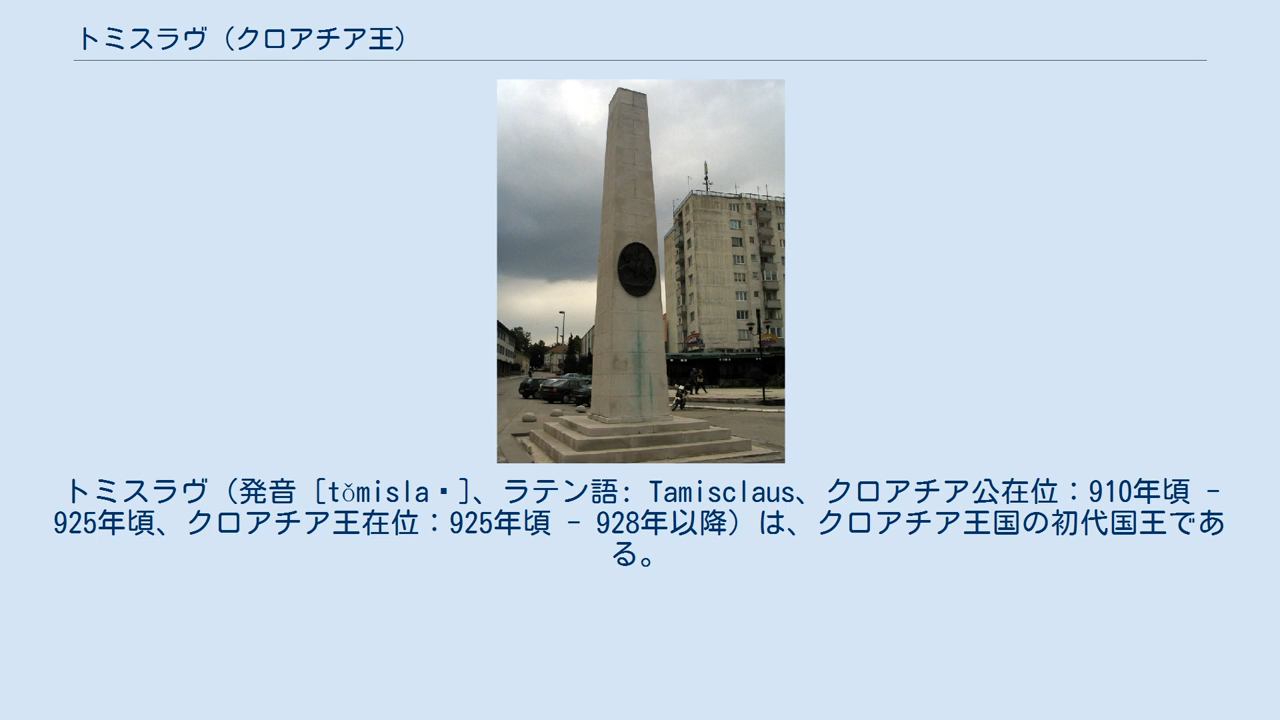 トミスラヴ（クロアチア王）
トミスラヴ（発音 [tǒmisla▪]、ラテン語: Tamisclaus、クロアチア公在位：910年頃 -
925年頃、クロアチア王在位：925年頃 - 928年以降）は、クロアチア王国の初代国王であ
る。